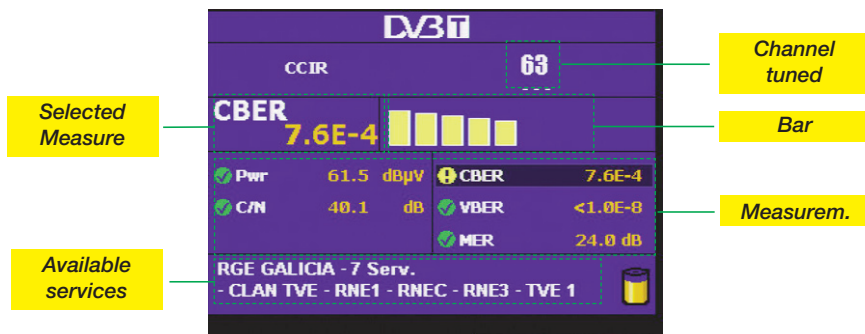 DVB T
CCIR 63
Channel
tuned
Selected
Measure
CBER
7.6E-4
Bar
Pwr 61.5 dBµV
CBER 7.6E-4
C/N 40.1 dB
VBER <1.0E-8
MER 24.0 dB
Measurem.
Available
services
RGE GALICIA - 7 Serv.
- CLAN TVE - RNE1 - RNEC - RNE3 - TVE 1